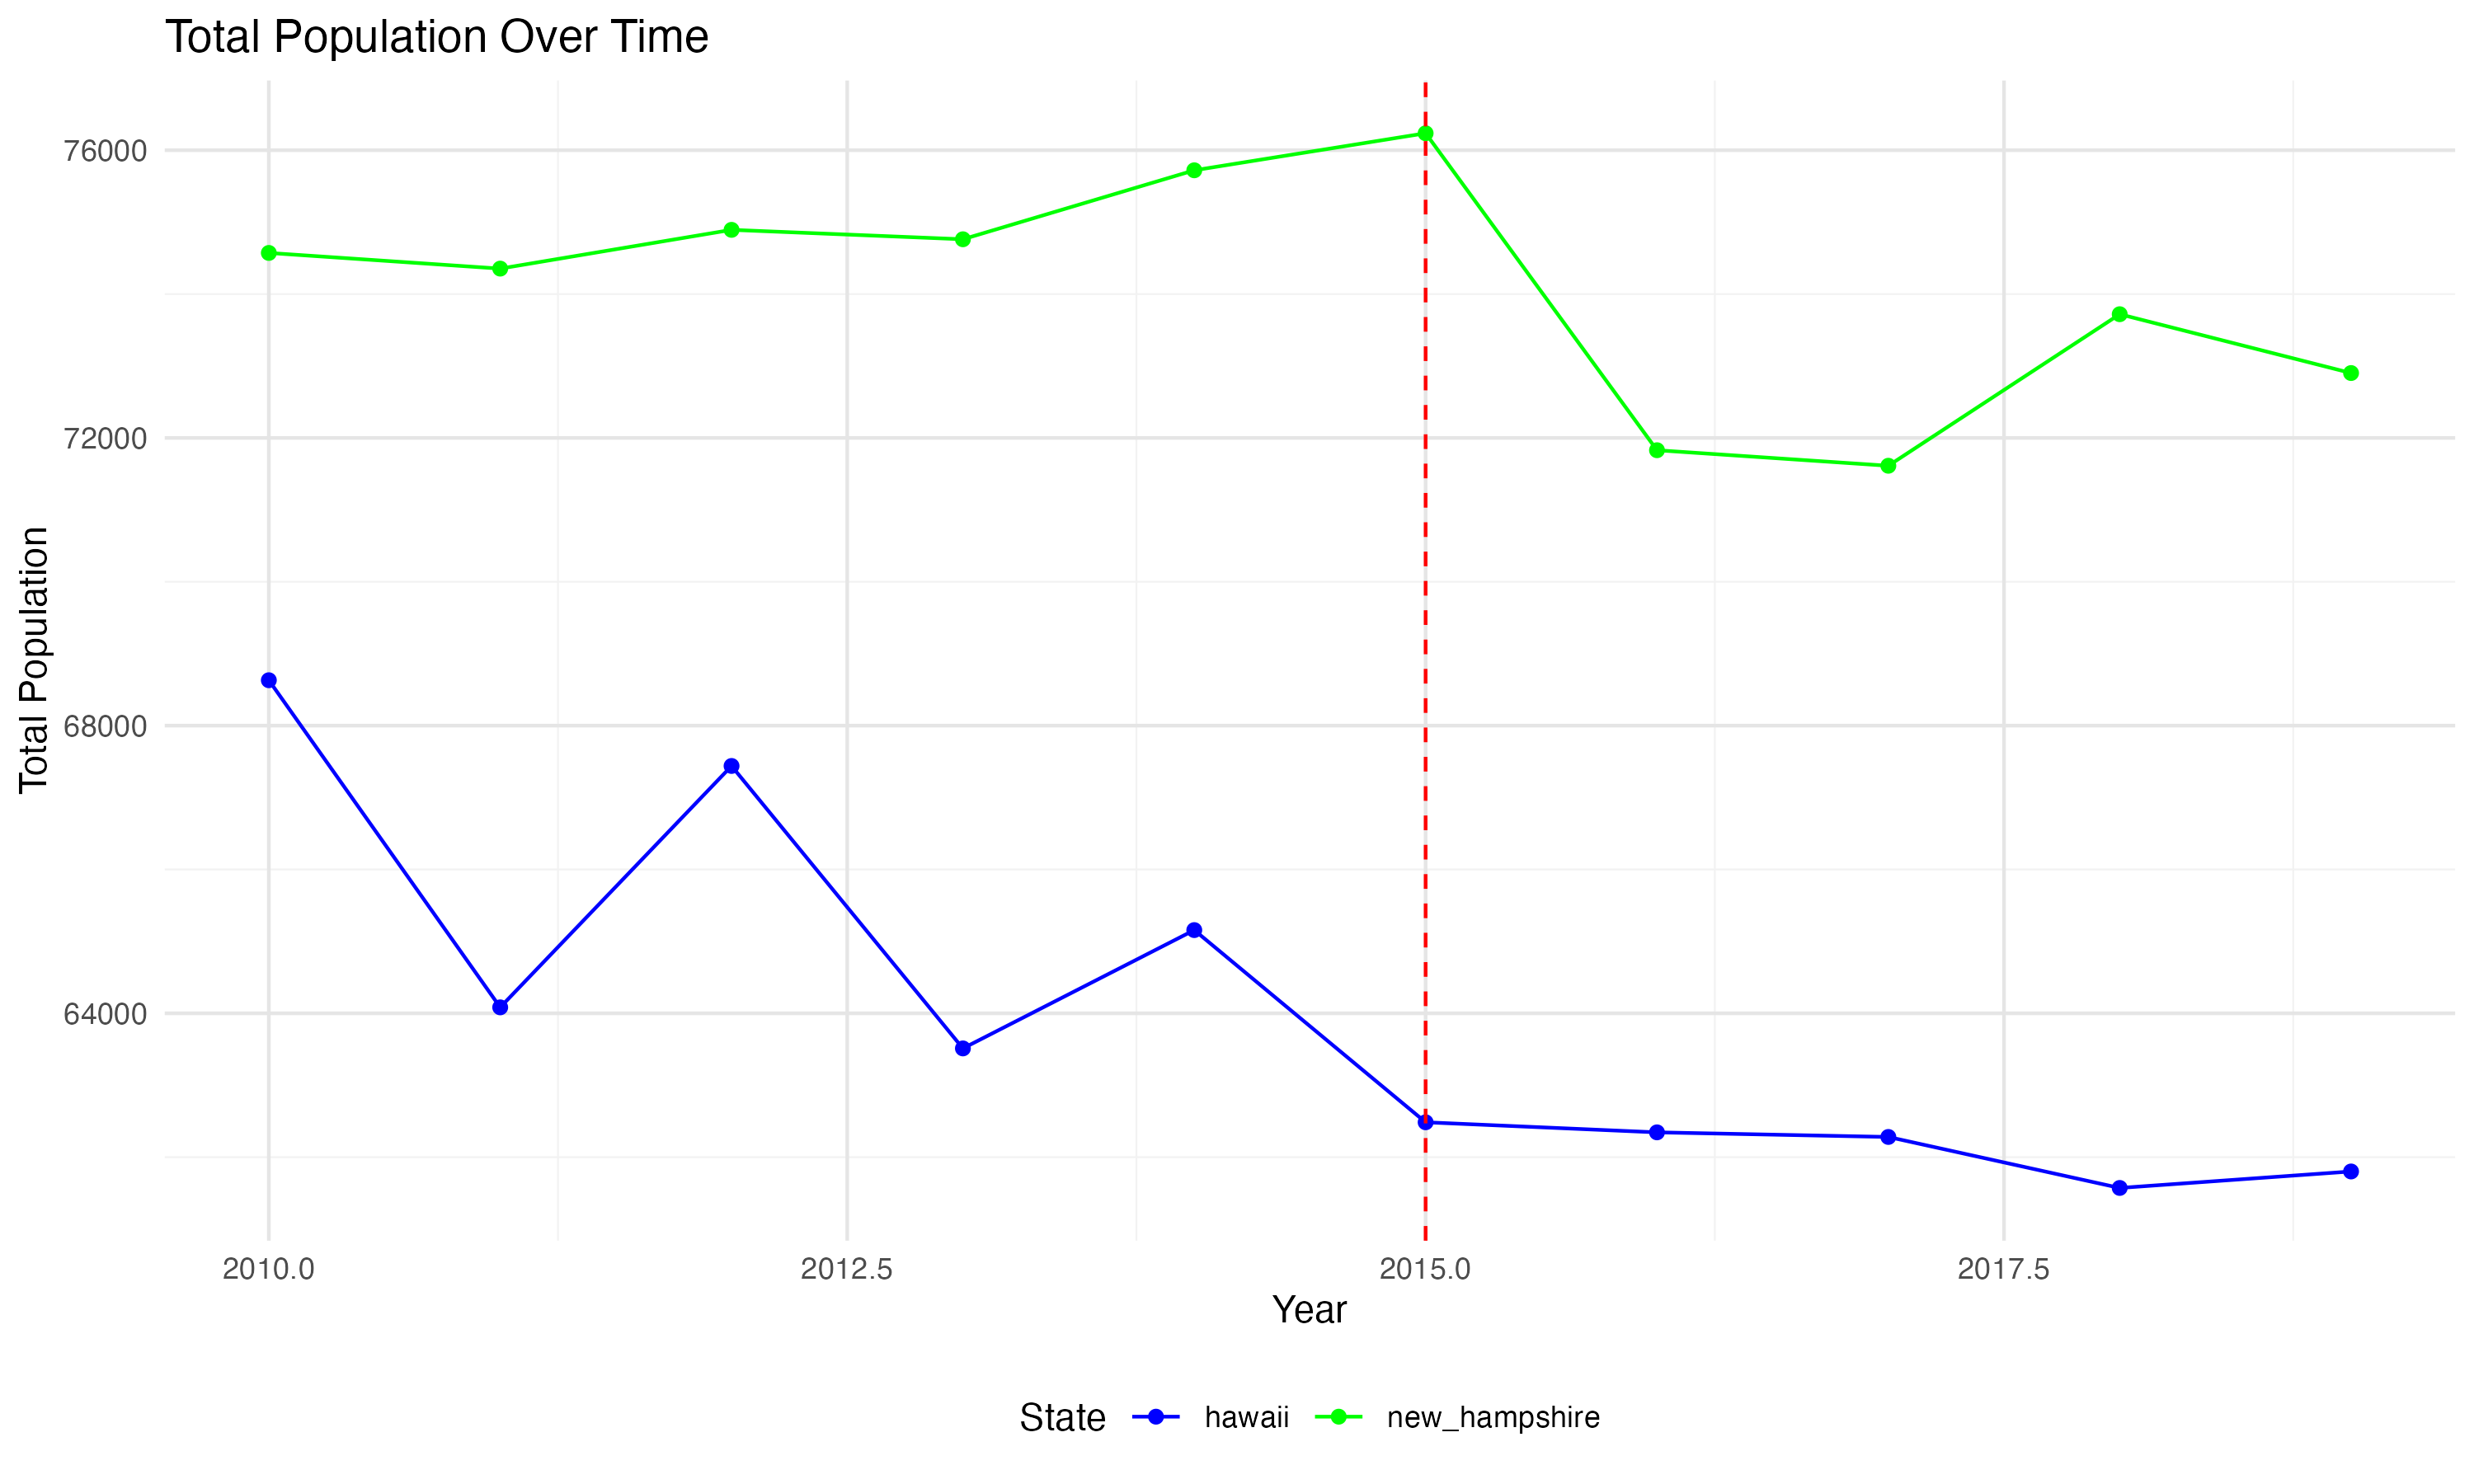 Total Population Over Time
76000
72000
68000
64000
Total Population
2010.0 2012.5 2015.0 2017.5
Year
State hawaii new_hampshire